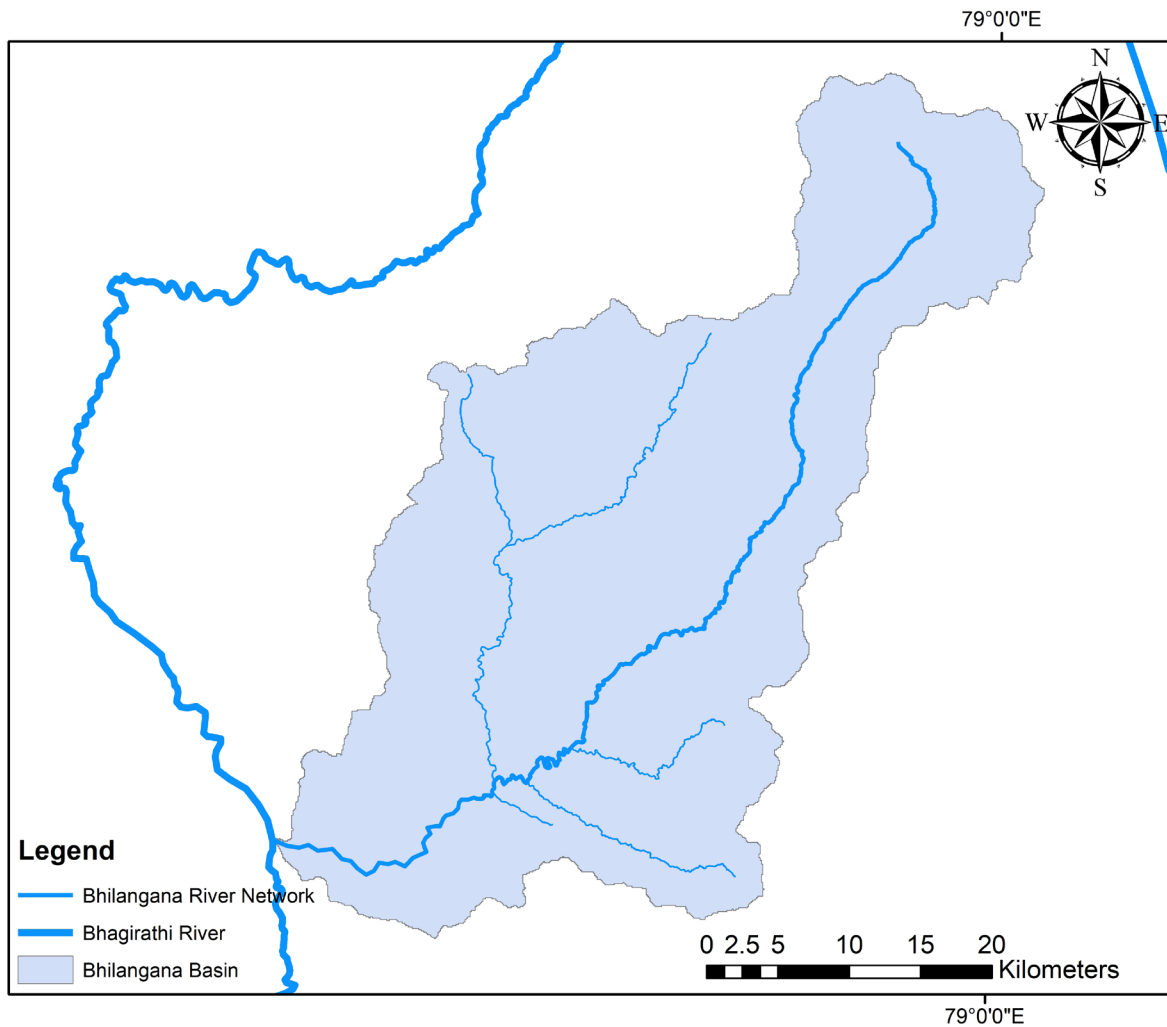 79°0'0"E
N
W E
S
Legend
Bhilangana River Network
Bhagirathi River
Bhilangana Basin
0 2.5 5 10 15 20
Kilometers
79°0'0"E